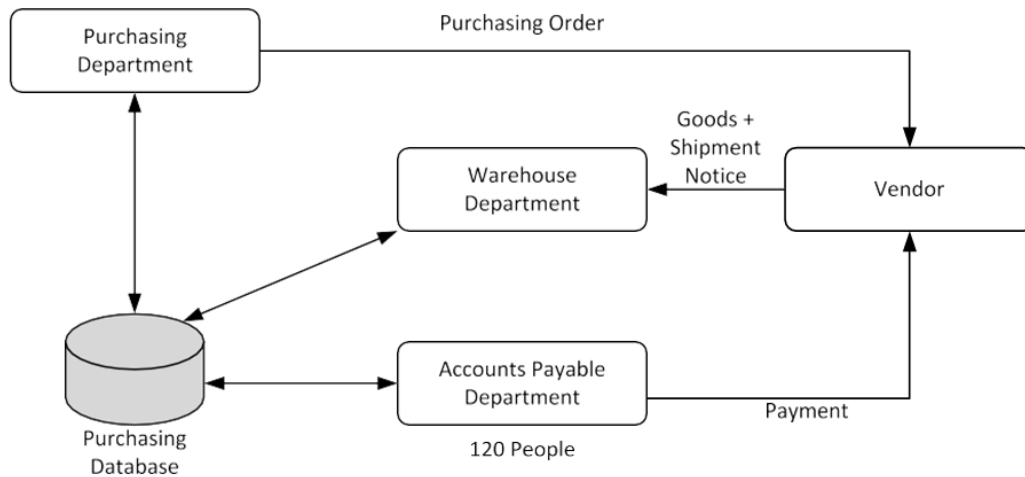 Purchasing
Department
Purchasing Order
Goods +
Shipment
Notice
Warehouse
Department
Vendor
Accounts Payable
Department
Payment
120 People
Purchasing
Database